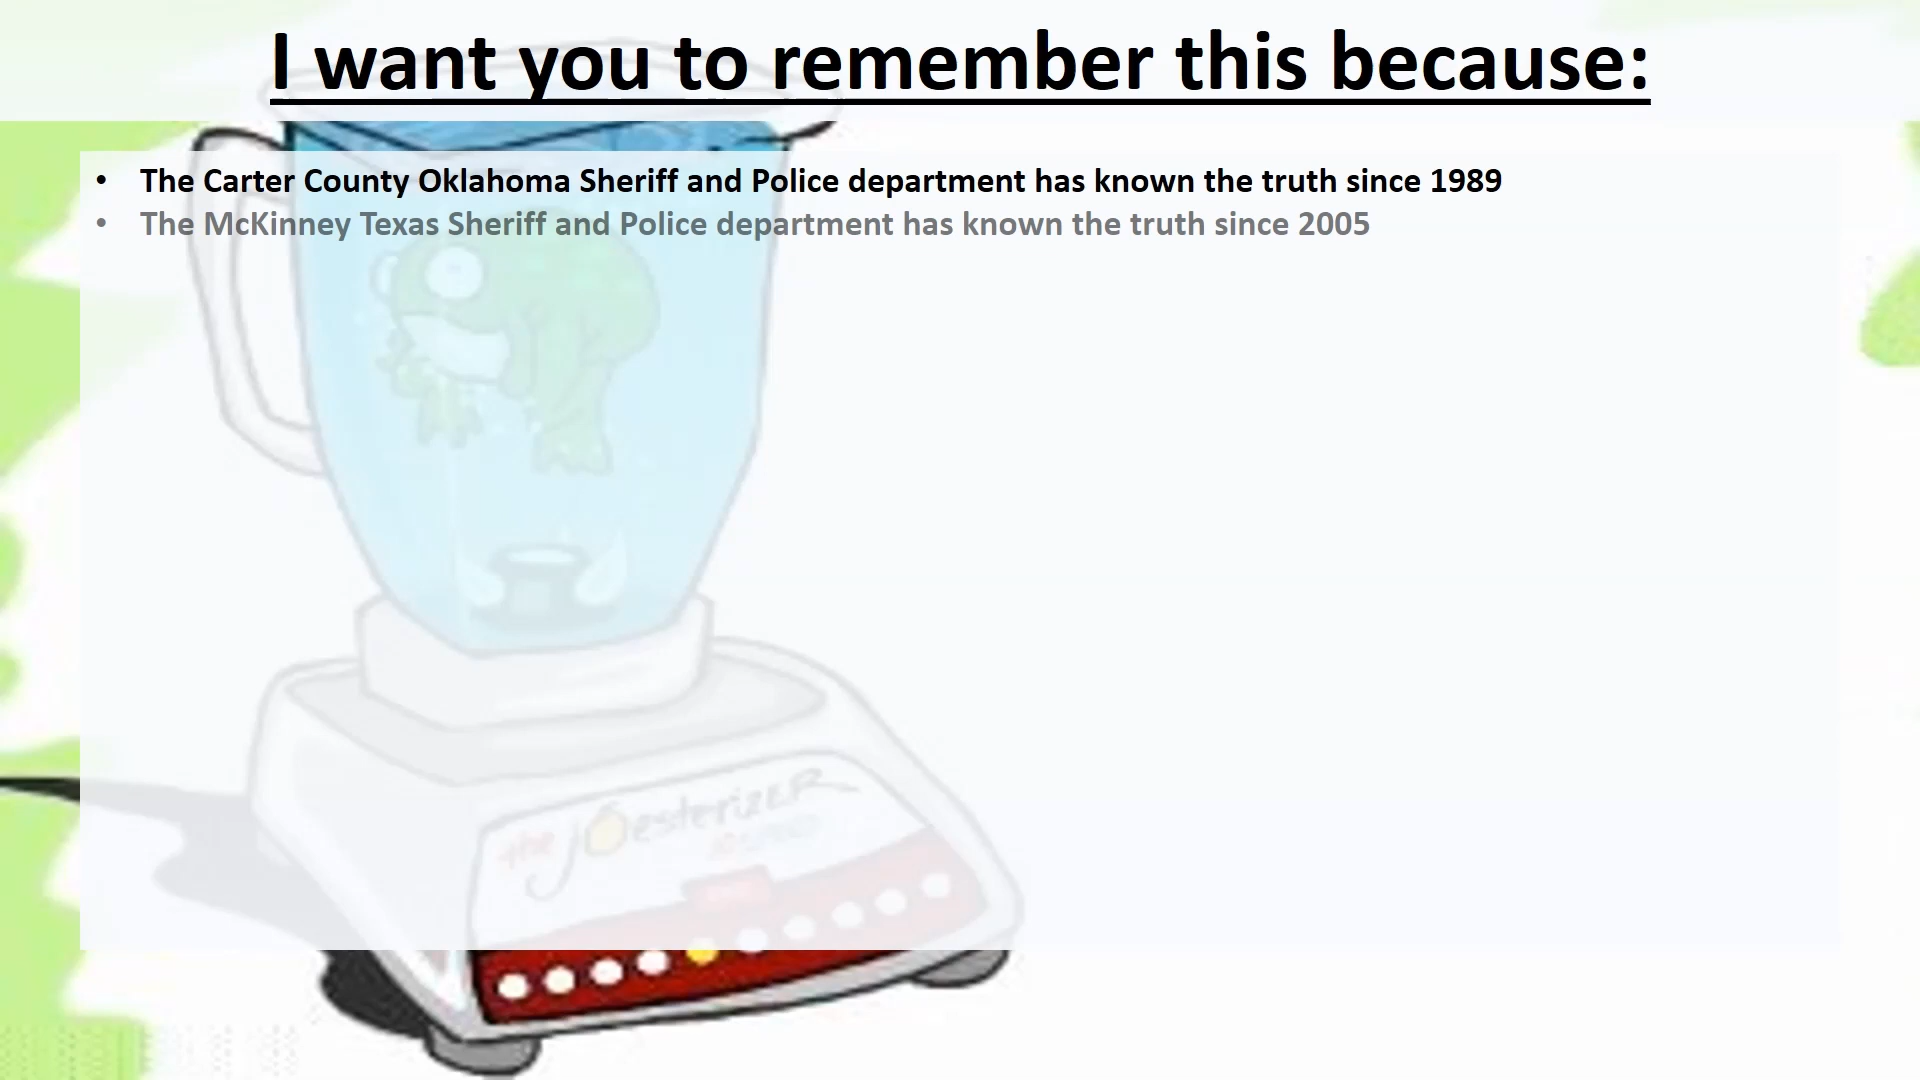 I want you to remember this because:
• The Carter County Oklahoma Sheriff and Police department has known the truth since 1989
• The McKinney Texas Sheriff and Police department has known the truth since 2005
the joesterizer